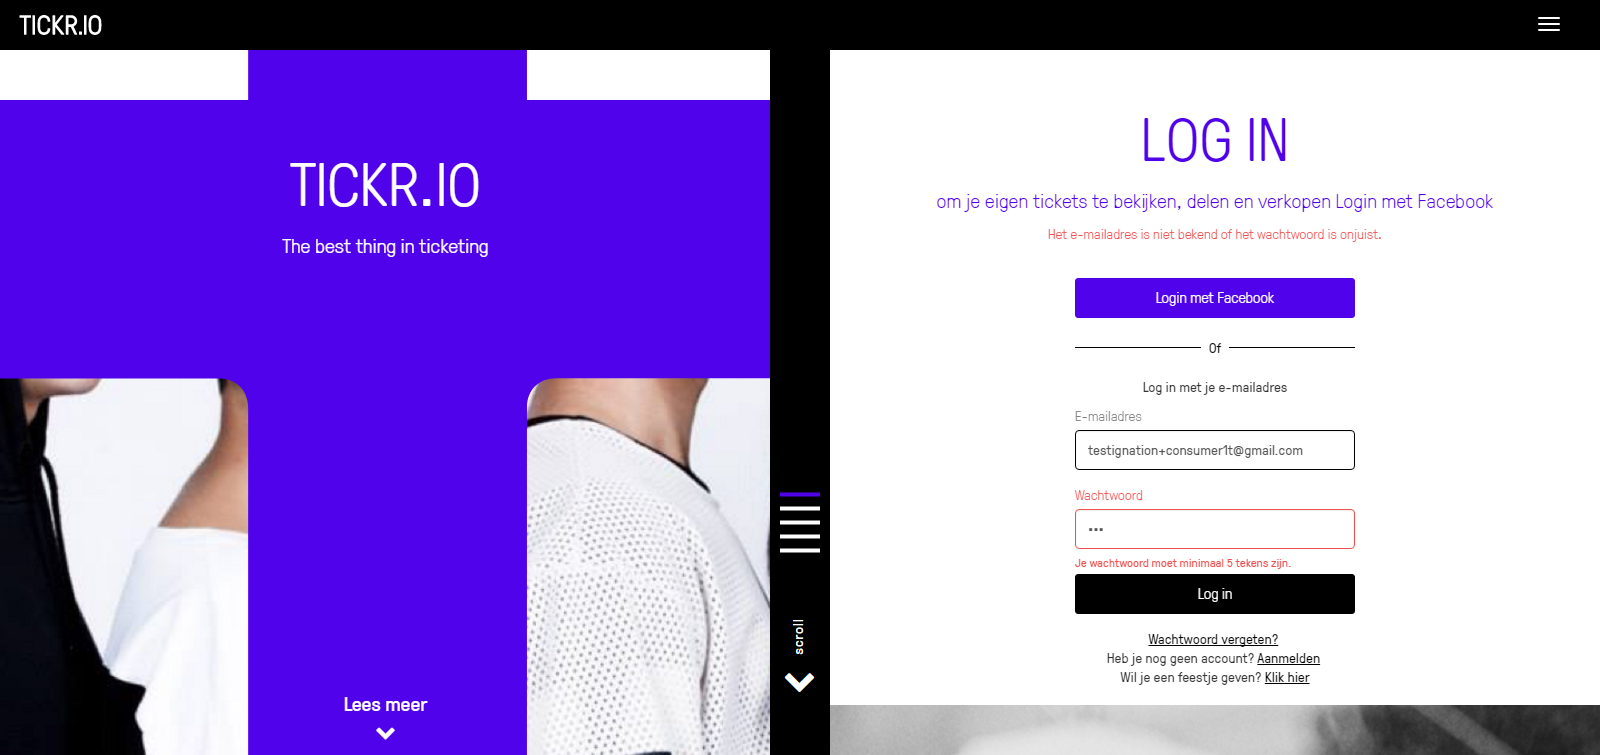 TICKR.IO
TICKR.IO
The best thing in ticketing
Lees meer
scroll
LOG IN
om je eigen tickets te bekijken, delen en verkopen Login met Facebook
Het e-mailadres is niet bekend of het wachtwoord is onjuist.
Login met Facebook
Of
Log in met je e-mailadres
E-mailadres
testignation+consumer1t@gmail.com
Wachtwoord
Je wachtwoord moet minimaal 5 tekens zijn.
Log in
Wachtwoord vergeten?
Heb je nog geen account? Aanmelden
Wil je een feestje geven? Klik hier